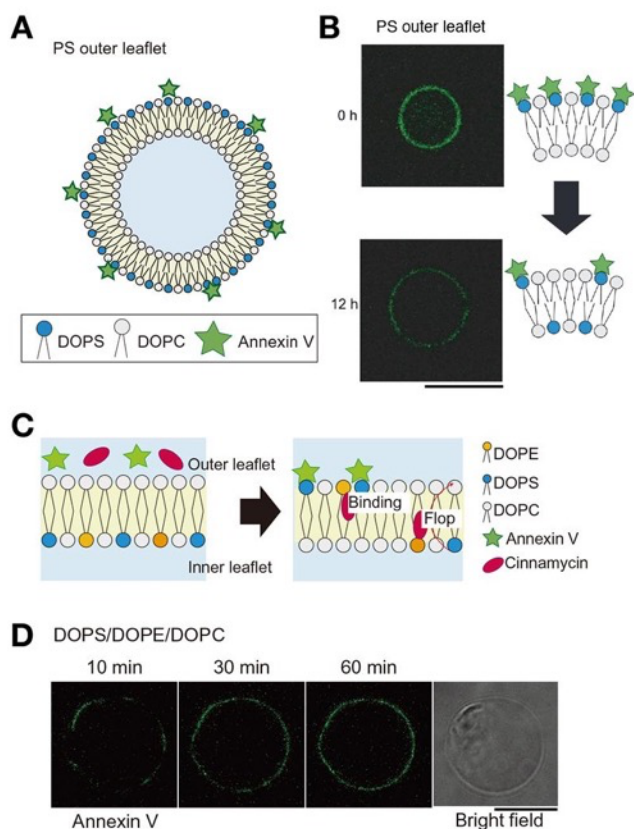 A
PS outer leaflet
DOPS
DOPC
Annexin V
B
PS outer leaflet
0 h
12 h
C
Outer leaflet
Inner leaflet
Binding
Flop
DOPE
DOPS
DOPC
Annexin V
Cinnamycin
D
DOPS/DOPE/DOPC
10 min
30 min
60 min
Annexin V
Bright field